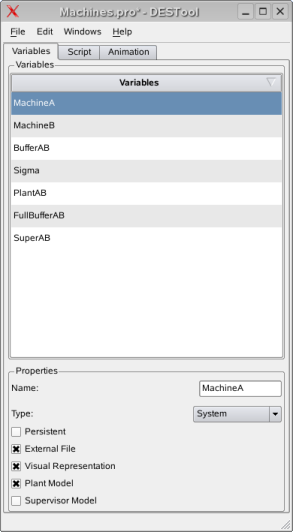 Machines.pro* - DESTool
File Edit Windows Help
Variables Script Animation
Variables
Variables
MachineA
MachineB
BufferAB
Sigma
PlantAB
FullBufferAB
SuperAB
Properties
Name: MachineA
Type: System
Persistent
External File
Visual Representation
Plant Model
Supervisor Model